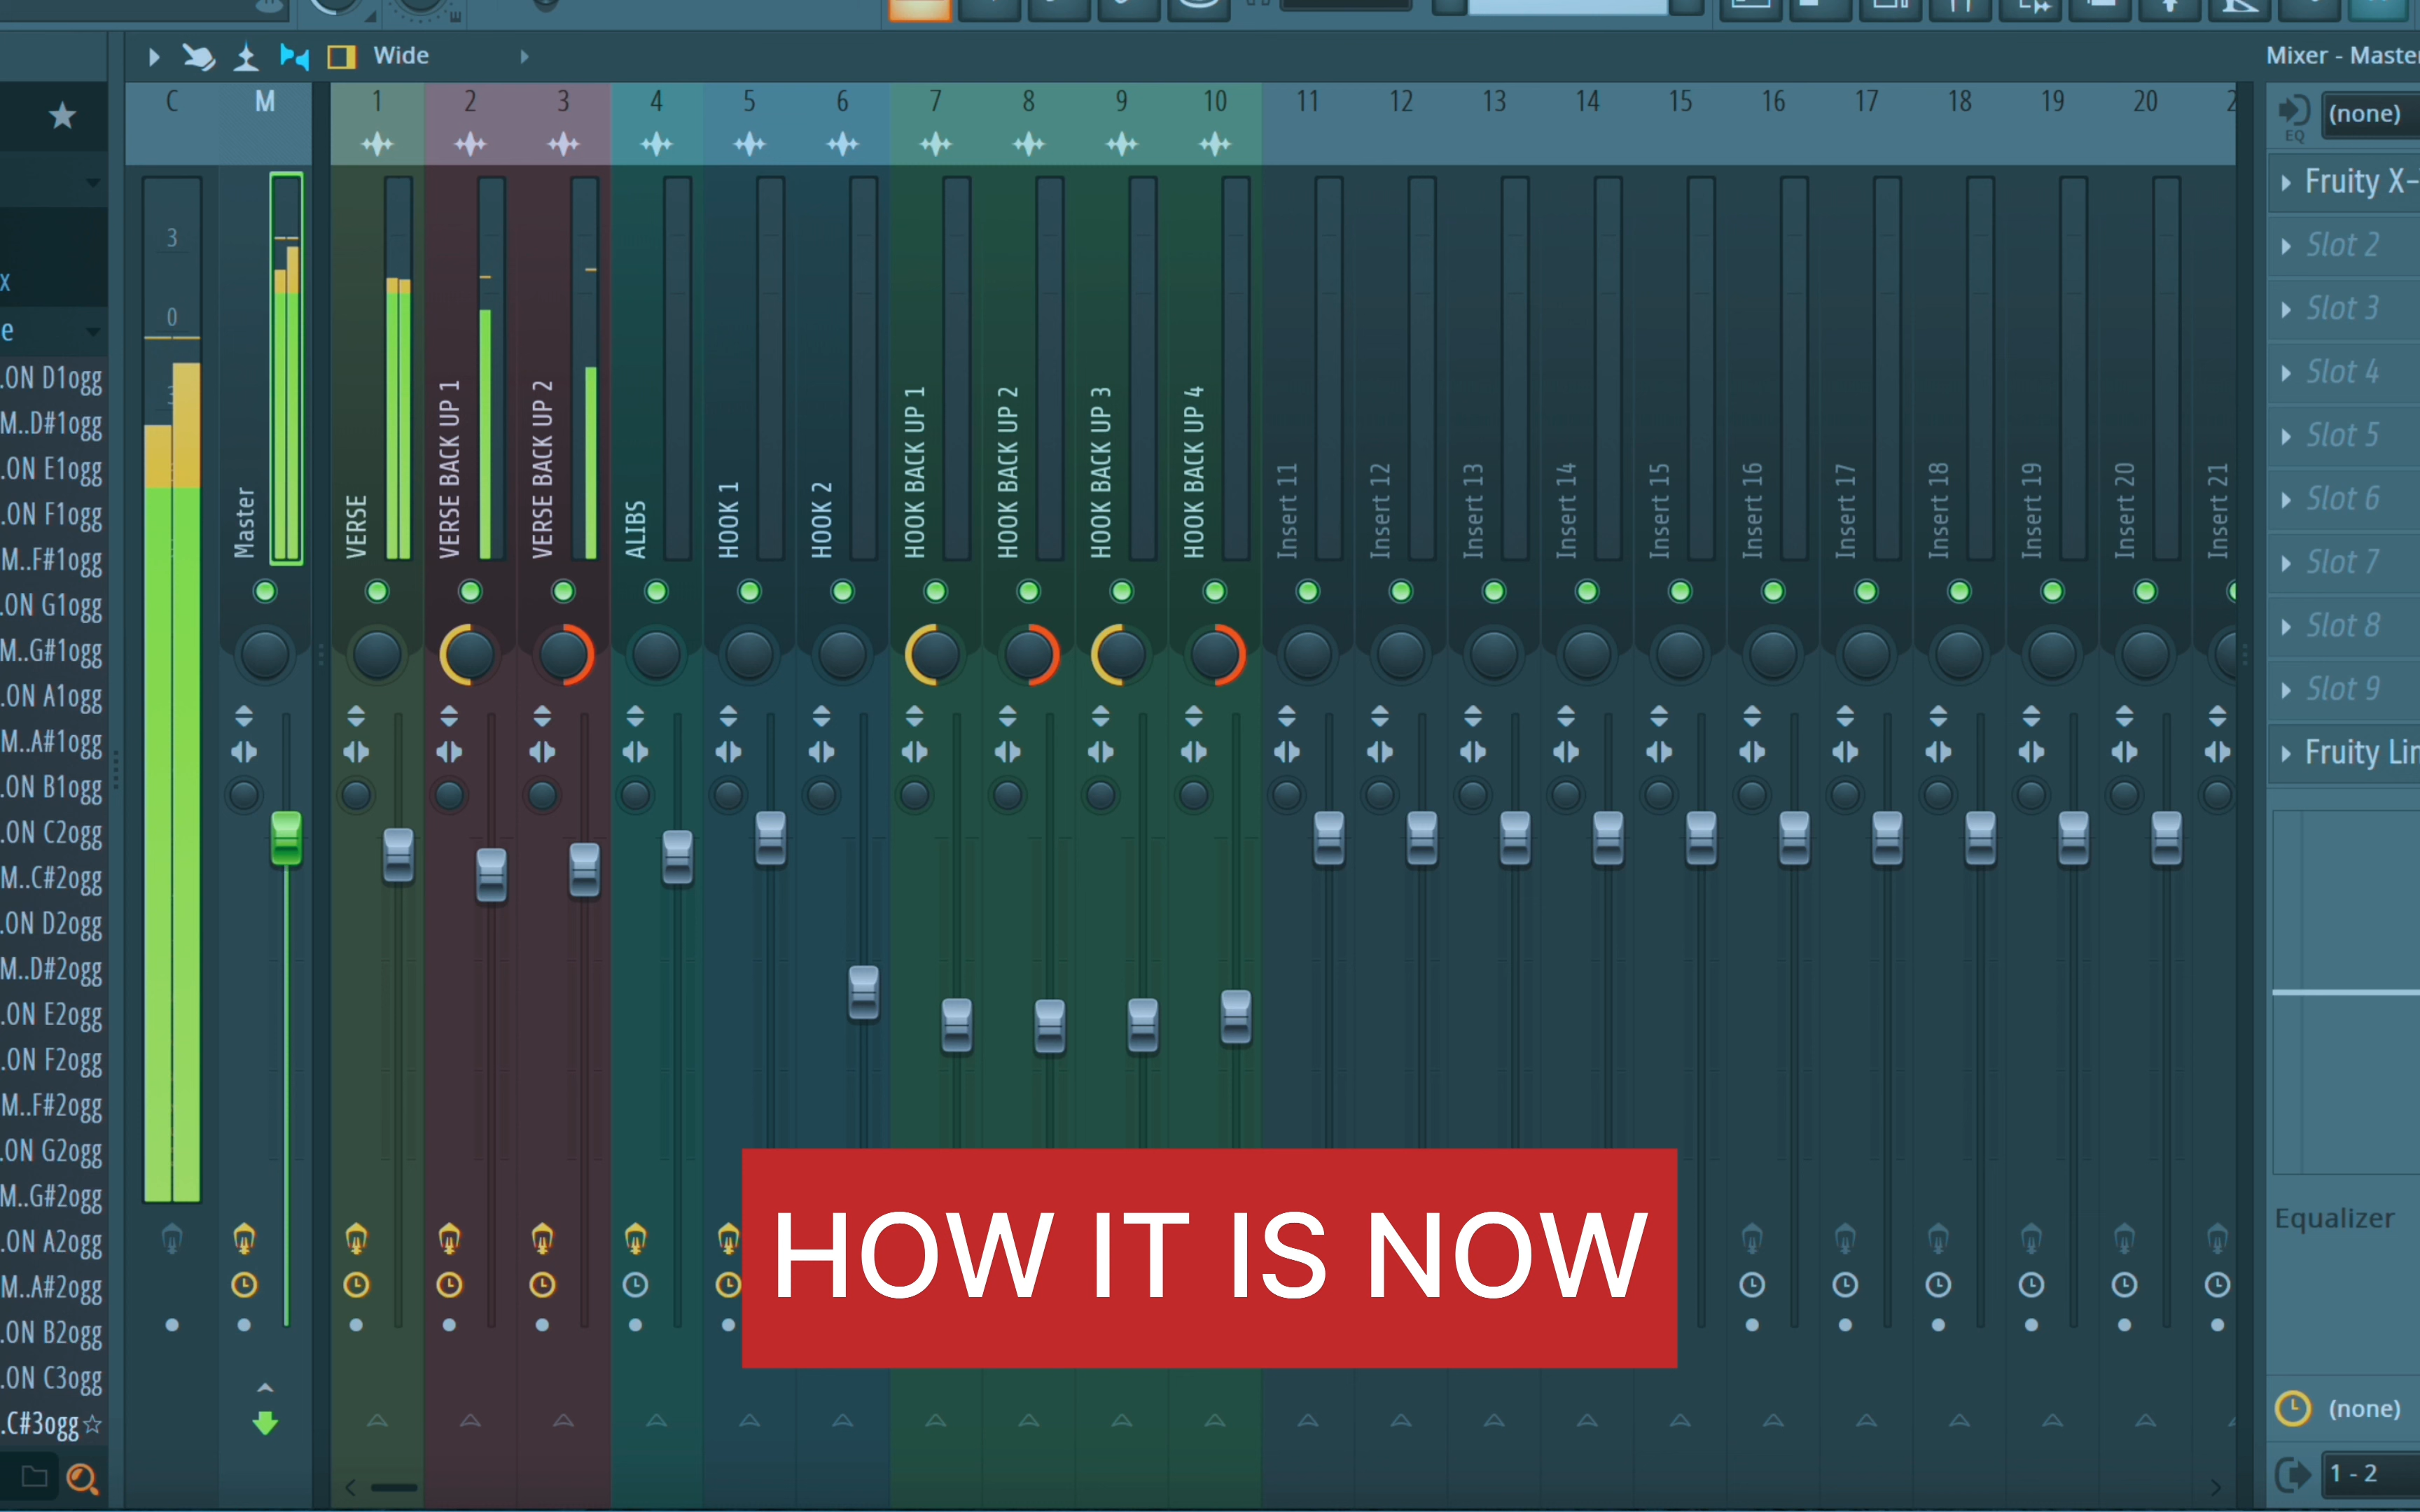 Wide
Mixer - Master
C M 1 2 3 4 5 6 7 8 9 10 11 12 13 14 15 16 17 18 19 20
(none)
EQ
Fruity X-
Slot 2
Slot 3
Slot 4
Slot 5
Slot 6
Slot 7
Slot 8
Slot 9
Fruity Lim
Equalizer
(none)
1 - 2
3
0
x
e
.ON D1ogg
M..D#1ogg
.ON E1ogg
.ON F1ogg
M..F#1ogg
.ON G1ogg
M..G#1ogg
.ON A1ogg
M..A#1ogg
.ON B1ogg
.ON C2ogg
M..C#2ogg
.ON D2ogg
M..D#2ogg
.ON E2ogg
.ON F2ogg
M..F#2ogg
.ON G2ogg
M..G#2ogg
.ON A2ogg
M..A#2ogg
.ON B2ogg
.ON C3ogg
.C#3ogg
Master
VERSE
VERSE BACK UP 1
VERSE BACK UP 2
ALIBS
HOOK 1
HOOK 2
HOOK BACK UP 1
HOOK BACK UP 2
HOOK BACK UP 3
HOOK BACK UP 4
Insert 11
Insert 12
Insert 13
Insert 14
Insert 15
Insert 16
Insert 17
Insert 18
Insert 19
Insert 20
Insert 21
HOW IT IS NOW